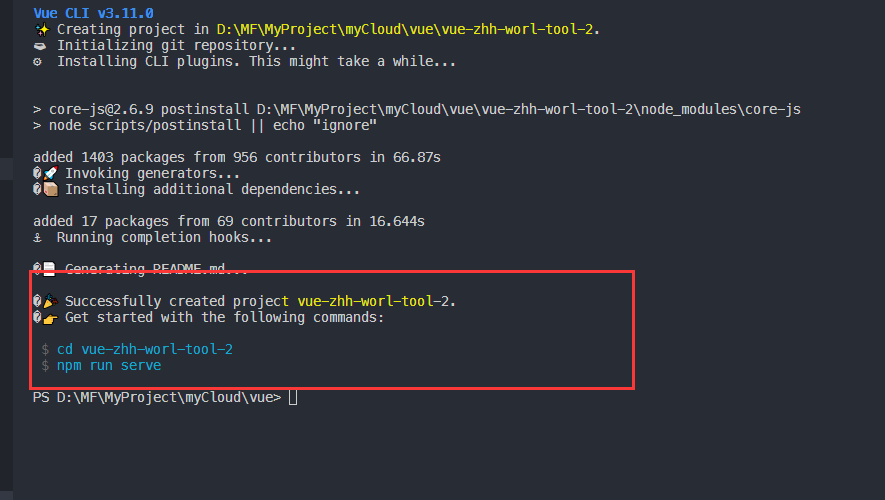 Vue CLI v3.11.0
✨ Creating project in D:\MF\MyProject\myCloud\vue\vue-zhh-worl-tool-2.
🗃 Initializing git repository...
⚙ Installing CLI plugins. This might take a while...
> core-js@2.6.9 postinstall D:\MF\MyProject\myCloud\vue\vue-zhh-worl-tool-2\node_modules\core-js
> node scripts/postinstall || echo "ignore"
added 1403 packages from 956 contributors in 66.87s
�🚀 Invoking generators...
�📦 Installing additional dependencies...
added 17 packages from 69 contributors in 16.644s
⚓ Running completion hooks...
�📄 Generating README.md...
�🎉 Successfully created project vue-zhh-worl-tool-2.
�👉 Get started with the following commands:
$ cd vue-zhh-worl-tool-2
$ npm run serve
PS D:\MF\MyProject\myCloud\vue>